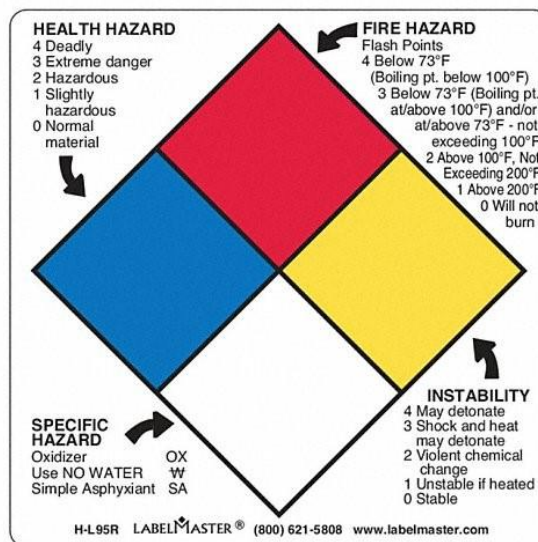 HEALTH HAZARD
4 Deadly
3 Extreme danger
2 Hazardous
1 Slightly
hazardous
0 Normal
material
FIRE HAZARD
Flash Points
4 Below 73°F
(Boiling pt. below 100°F)
3 Below 73°F (Boiling pt.
at/above 100°F) and/or
at/above 73°F - not
exceeding 100°F
2 Above 100°F, Not
Exceeding 200°F
1 Above 200°F
0 Will not
burn
SPECIFIC
HAZARD
Oxidizer OX
Use NO WATER W̶
Simple Asphyxiant SA
INSTABILITY
4 May detonate
3 Shock and heat
may detonate
2 Violent chemical
change
1 Unstable if heated
0 Stable
H-L95R LABELMASTER® (800) 621-5808 www.labelmaster.com